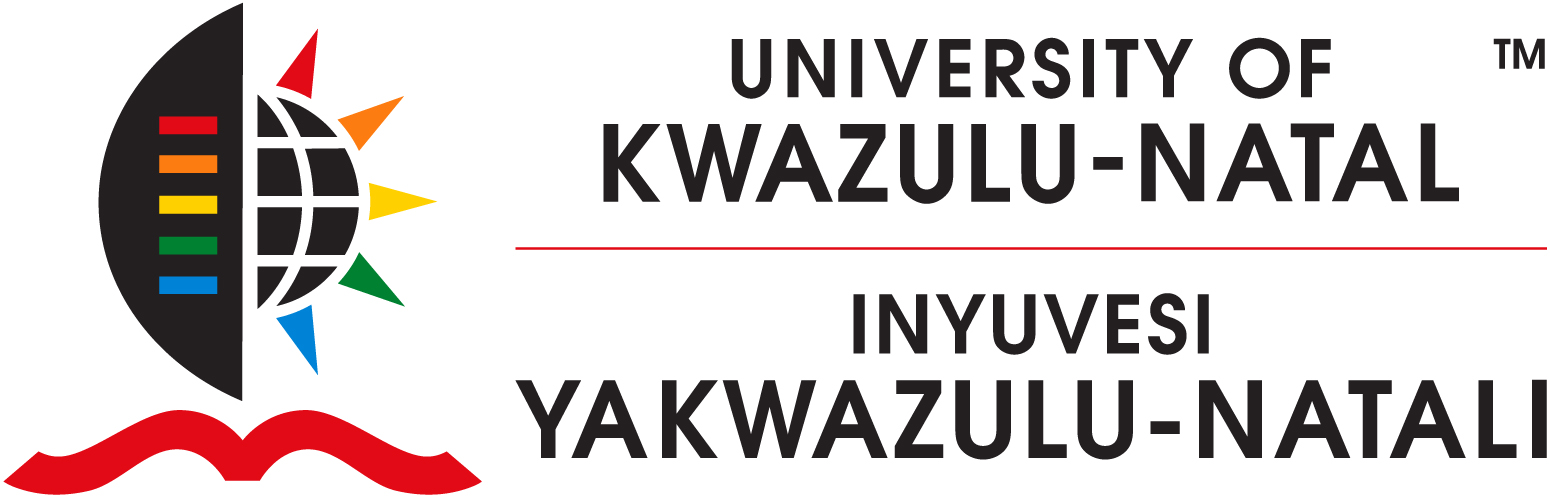 UNIVERSITY OF ™
KWAZULU-NATAL
INYUVESI
YAKWAZULU-NATALI